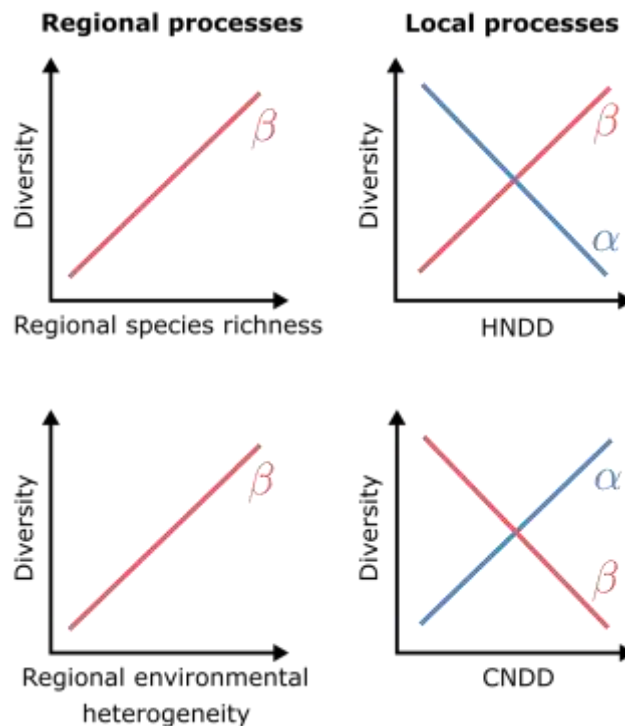 Regional processes
Local processes
Diversity
β
Regional species richness
Diversity
β
α
HNDD
Diversity
β
Regional environmental
heterogeneity
Diversity
α
β
CNDD